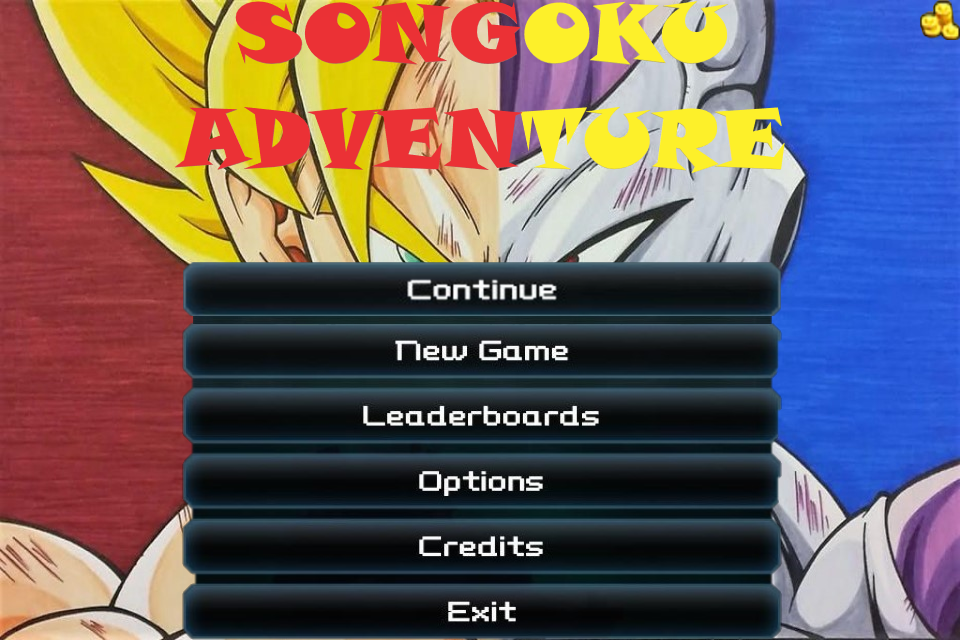 SONGOKU
ADVENTURE
Continue
New Game
Leaderboards
Options
Credits
Exit